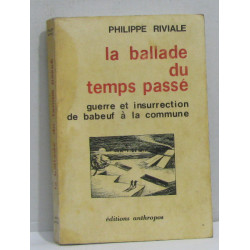 PHILIPPE RIVIALE
la ballade
du
temps passé
guerre et insurrection
de babeuf à la commune
éditions anthropos